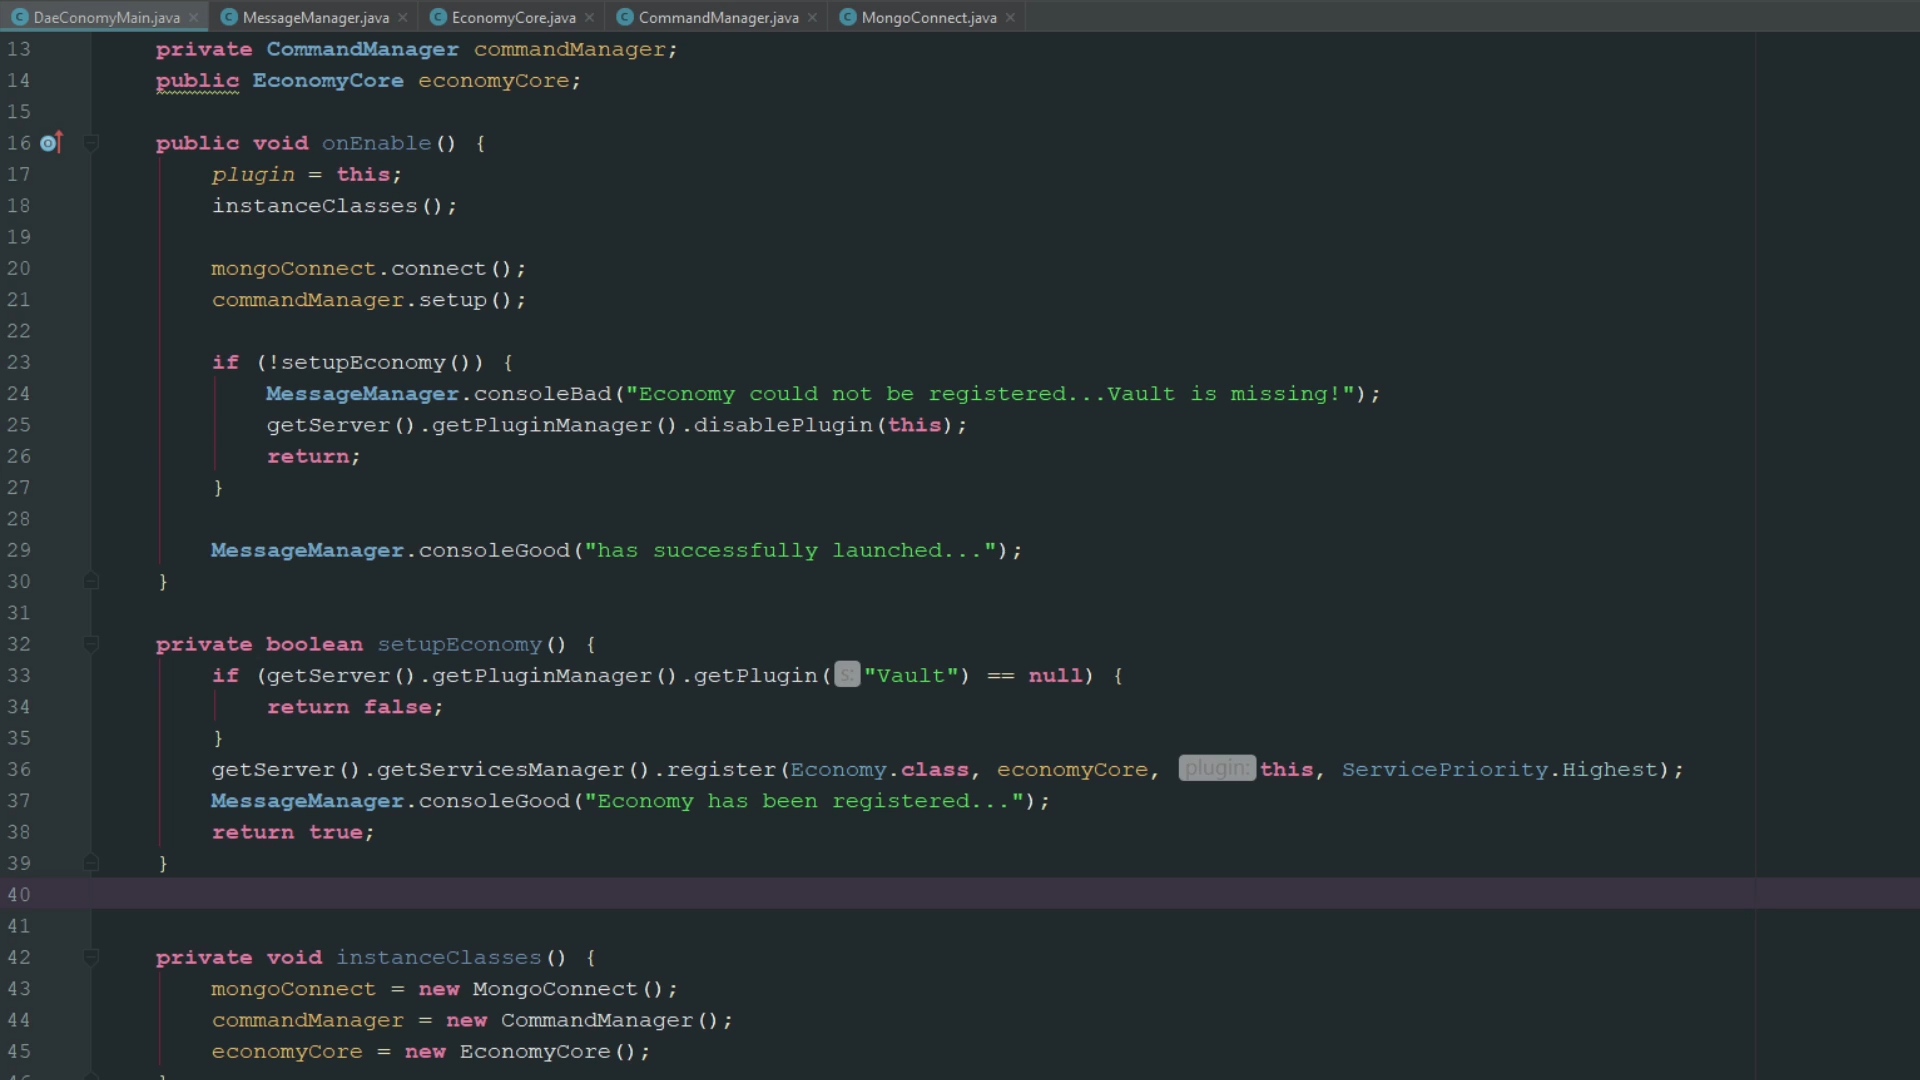 DaeConomyMain.java MessageManager.java EconomyCore.java CommandManager.java MongoConnect.java
13 private CommandManager commandManager;
14 public EconomyCore economyCore;
15
16 public void onEnable() {
17 plugin = this;
18 instanceClasses();
19
20 mongoConnect.connect();
21 commandManager.setup();
22
23 if (!setupEconomy()) {
24 MessageManager.consoleBad("Economy could not be registered...Vault is missing!");
25 getServer().getPluginManager().disablePlugin(this);
26 return;
27 }
28
29 MessageManager.consoleGood("has successfully launched...");
30 }
31
32 private boolean setupEconomy() {
33 if (getServer().getPluginManager().getPlugin( s: "Vault") == null) {
34 return false;
35 }
36 getServer().getServicesManager().register(Economy.class, economyCore, plugin: this, ServicePriority.Highest);
37 MessageManager.consoleGood("Economy has been registered...");
38 return true;
39 }
40
41
42 private void instanceClasses() {
43 mongoConnect = new MongoConnect();
44 commandManager = new CommandManager();
45 economyCore = new EconomyCore();